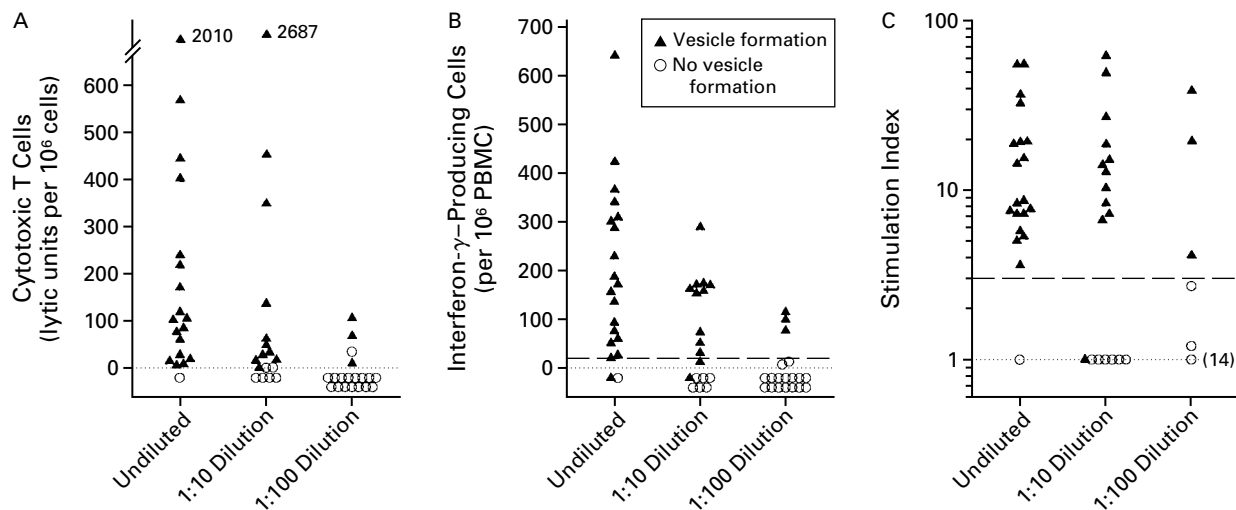 A
Cytotoxic T Cells
(lytic units per 10⁶ cells)
600
500
400
300
200
100
0
2010
2687
Undiluted
1:10 Dilution
1:100 Dilution
B
Interferon-γ–Producing Cells
(per 10⁶ PBMC)
700
600
500
400
300
200
100
0
Vesicle formation
No vesicle
formation
Undiluted
1:10 Dilution
1:100 Dilution
C
Stimulation Index
100
10
1
(14)
Undiluted
1:10 Dilution
1:100 Dilution